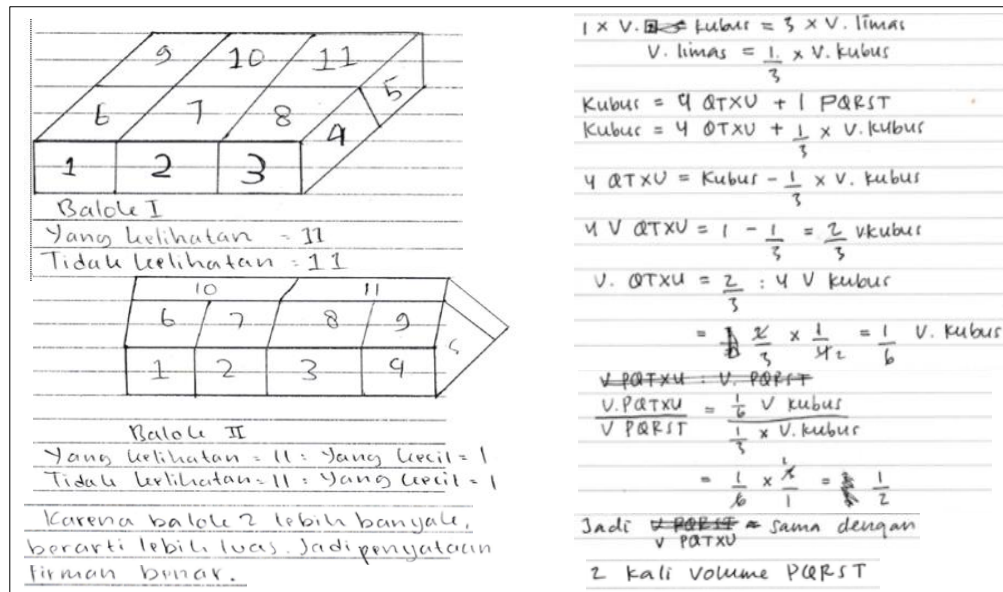 9 10 11
6 7 8 4 5
1 2 3
Balok I
Yang kelihatan = 11
Tidak kelihatan = 11
10 11
6 7 8 9
1 2 3 4 5
Balok II
Yang kelihatan = 11 : Yang kecil = 1
Tidak kelihatan = 11 : Yang kecil = 1
Karena balok 2 lebih banyak,
berarti lebih luas. Jadi penyataan
firman benar.
1 x V. kubus = 3 x V. limas
V. limas = 1/3 x V. kubus
Kubus = 4 QTXU + 1 PQRST
Kubus = 4 QTXU + 1/3 x V. kubus
4 QTXU = Kubus - 1/3 x V. kubus
4 V QTXU = 1 - 1/3 = 2/3 Vkubus
V. QTXU = 2/3 : 4 V kubus
= 2/3 x 1/4 2 = 1/6 V. kubus
V PQTXU : V. PQRST
V. PQTXU / V PQRST = 1/6 V kubus / 1/3 x V. kubus
= 1/6 x 3/1 = 1/2
Jadi V PQRST = sama dengan
V PQTXU
2 kali volume PQRST